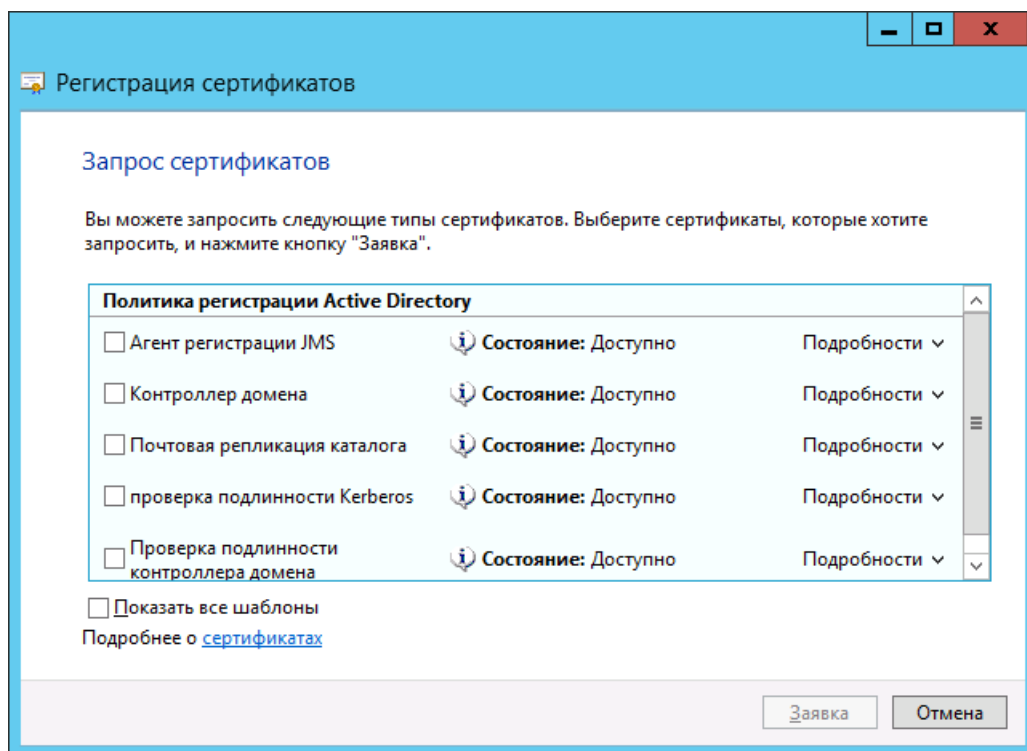 Регистрация сертификатов
Запрос сертификатов
Вы можете запросить следующие типы сертификатов. Выберите сертификаты, которые хотите
запросить, и нажмите кнопку "Заявка".
Политика регистрации Active Directory
Агент регистрации JMS Состояние: Доступно Подробности
Контроллер домена Состояние: Доступно Подробности
Почтовая репликация каталога Состояние: Доступно Подробности
проверка подлинности Kerberos Состояние: Доступно Подробности
Проверка подлинности
контроллера домена Состояние: Доступно Подробности
Показать все шаблоны
Подробнее о сертификатах
Заявка Отмена